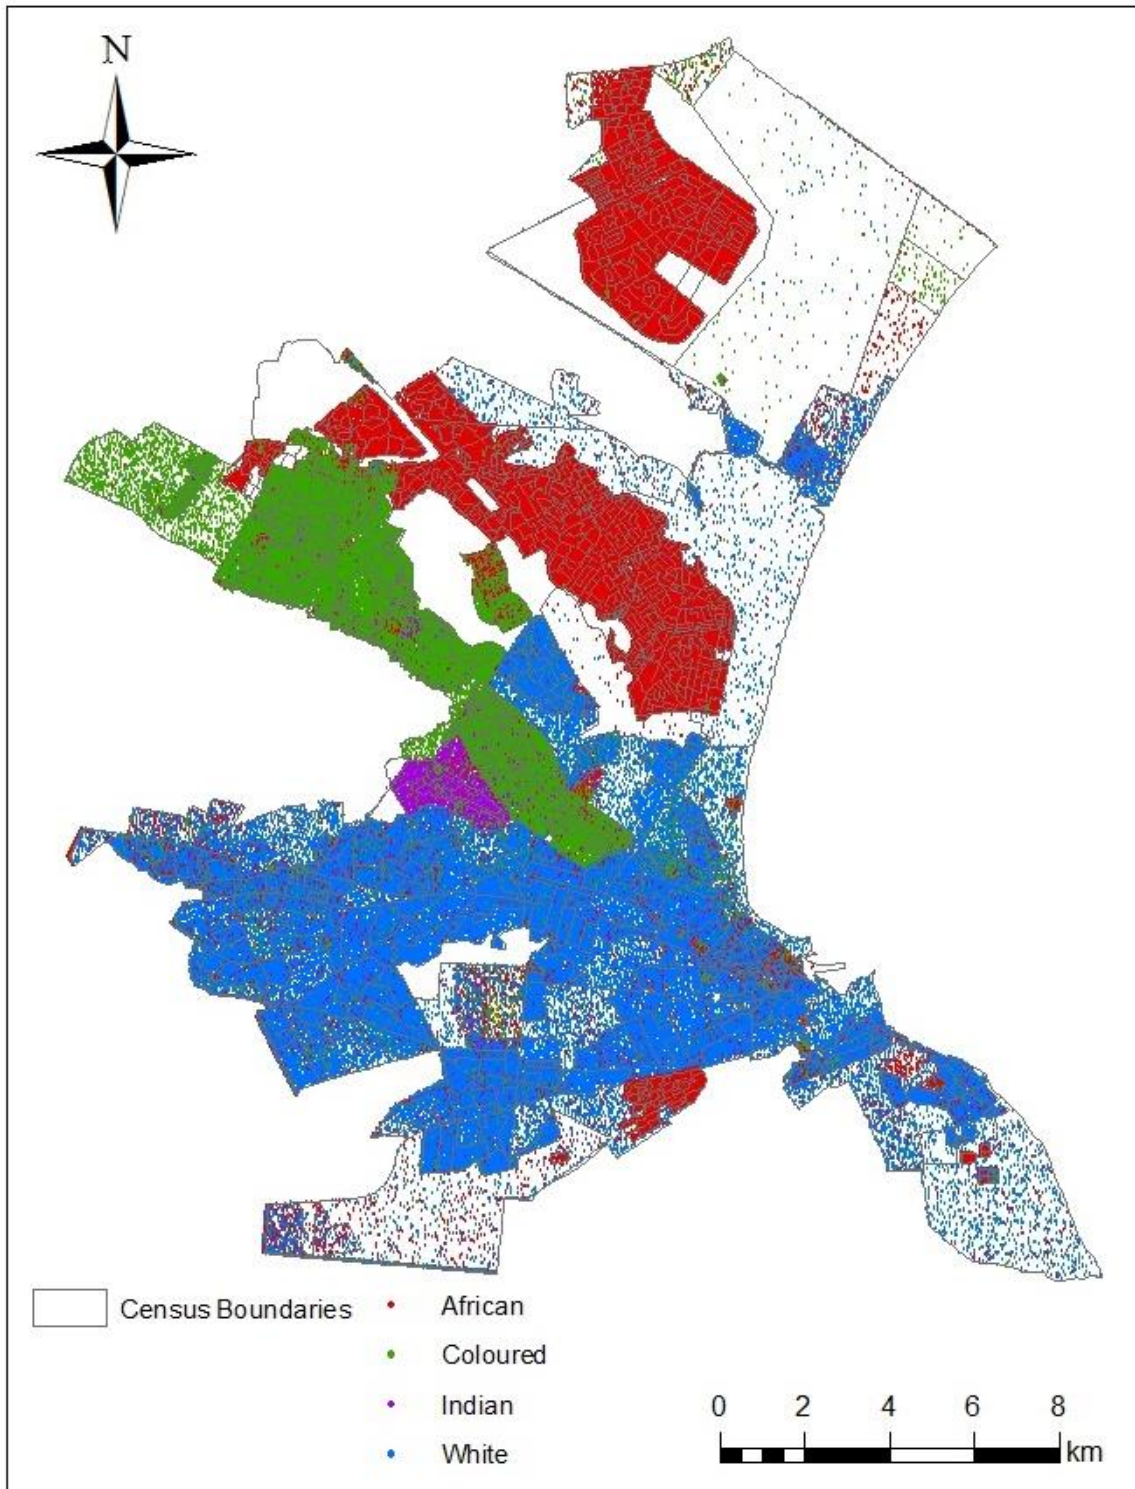 N
Census Boundaries
African
Coloured
Indian
White
0 2 4 6 8
km